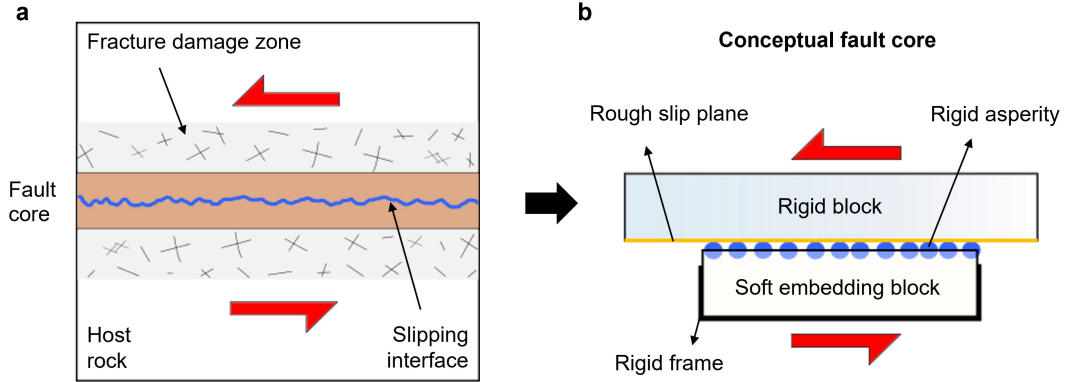 a
Fracture damage zone
Fault
core
Host
rock
Slipping
interface
b
Conceptual fault core
Rough slip plane
Rigid asperity
Rigid block
Soft embedding block
Rigid frame